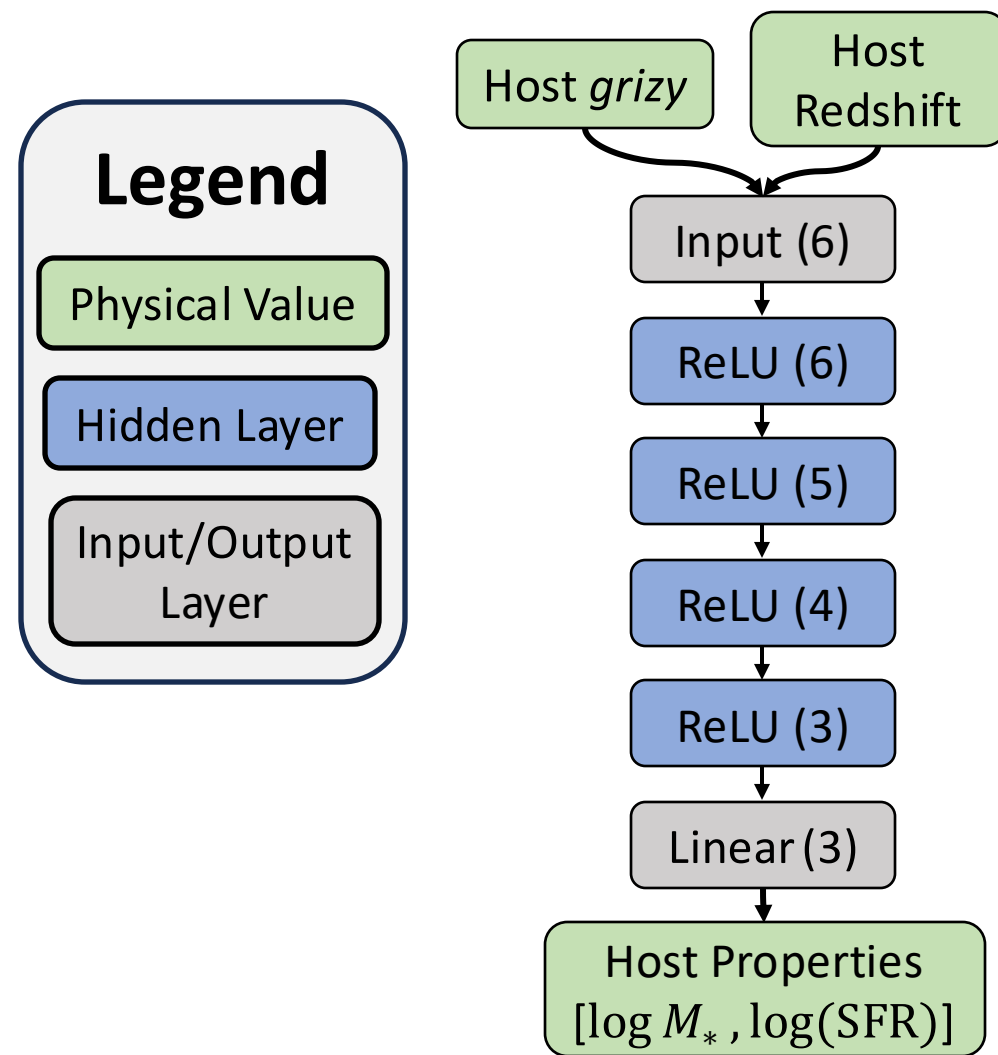 Legend
Physical Value
Hidden Layer
Input/Output
Layer
Host grizy
Host
Redshift
Input (6)
ReLU (6)
ReLU (5)
ReLU (4)
ReLU (3)
Linear (3)
Host Properties
[log M* , log(SFR)]